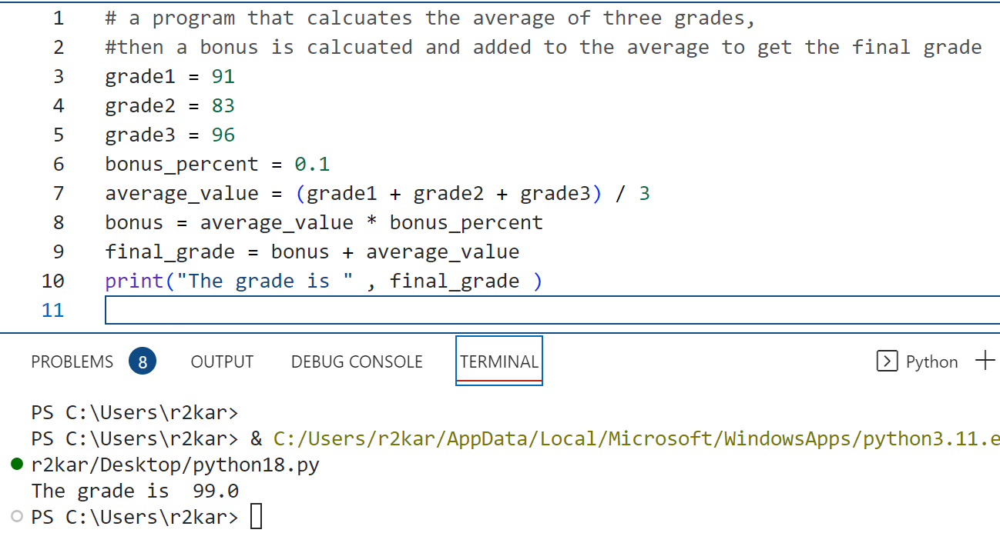 1 # a program that calcuates the average of three grades,
2 #then a bonus is calcuated and added to the average to get the final grade
3 grade1 = 91
4 grade2 = 83
5 grade3 = 96
6 bonus_percent = 0.1
7 average_value = (grade1 + grade2 + grade3) / 3
8 bonus = average_value * bonus_percent
9 final_grade = bonus + average_value
10 print("The grade is " , final_grade )
11
PROBLEMS 8 OUTPUT DEBUG CONSOLE TERMINAL Python
PS C:\Users\r2kar>
PS C:\Users\r2kar> & C:/Users/r2kar/AppData/Local/Microsoft/WindowsApps/python3.11.e
r2kar/Desktop/python18.py
The grade is  99.0
PS C:\Users\r2kar>